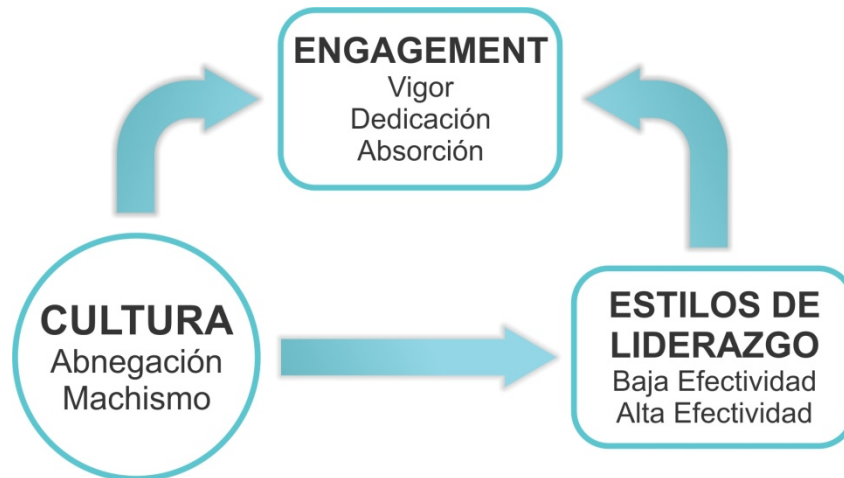 ENGAGEMENT
Vigor
Dedicación
Absorción
CULTURA
Abnegación
Machismo
ESTILOS DE
LIDERAZGO
Baja Efectividad
Alta Efectividad